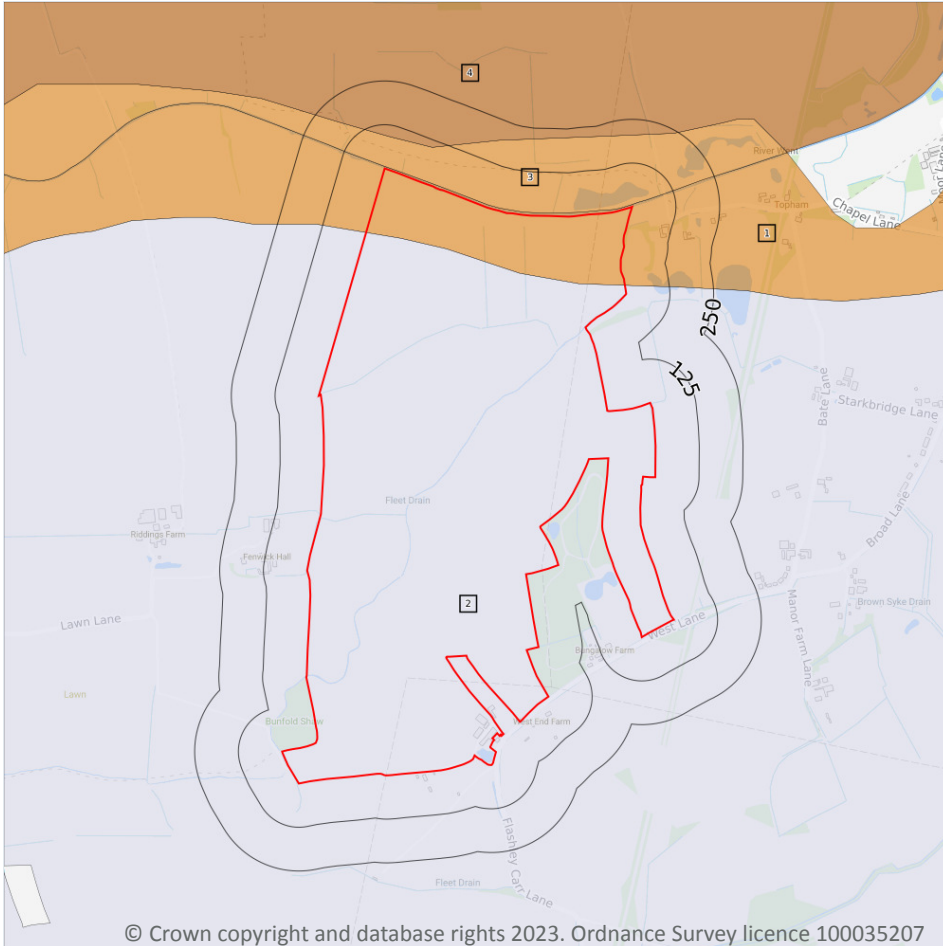 4
River Went
3
Topham
Chapel Lane
1
250
125
Bate Lane
Starkbridge Lane
Fleet Drain
Riddings Farm
Fenwick Hall
Broad Lane
2
Brown Syke Drain
Lawn Lane
West Lane
Manor Farm Lane
Bungalow Farm
Lawn
Bunfold Shaw
West End Farm
Flashley Carr Lane
Fleet Drain
© Crown copyright and database rights 2023. Ordnance Survey licence 100035207